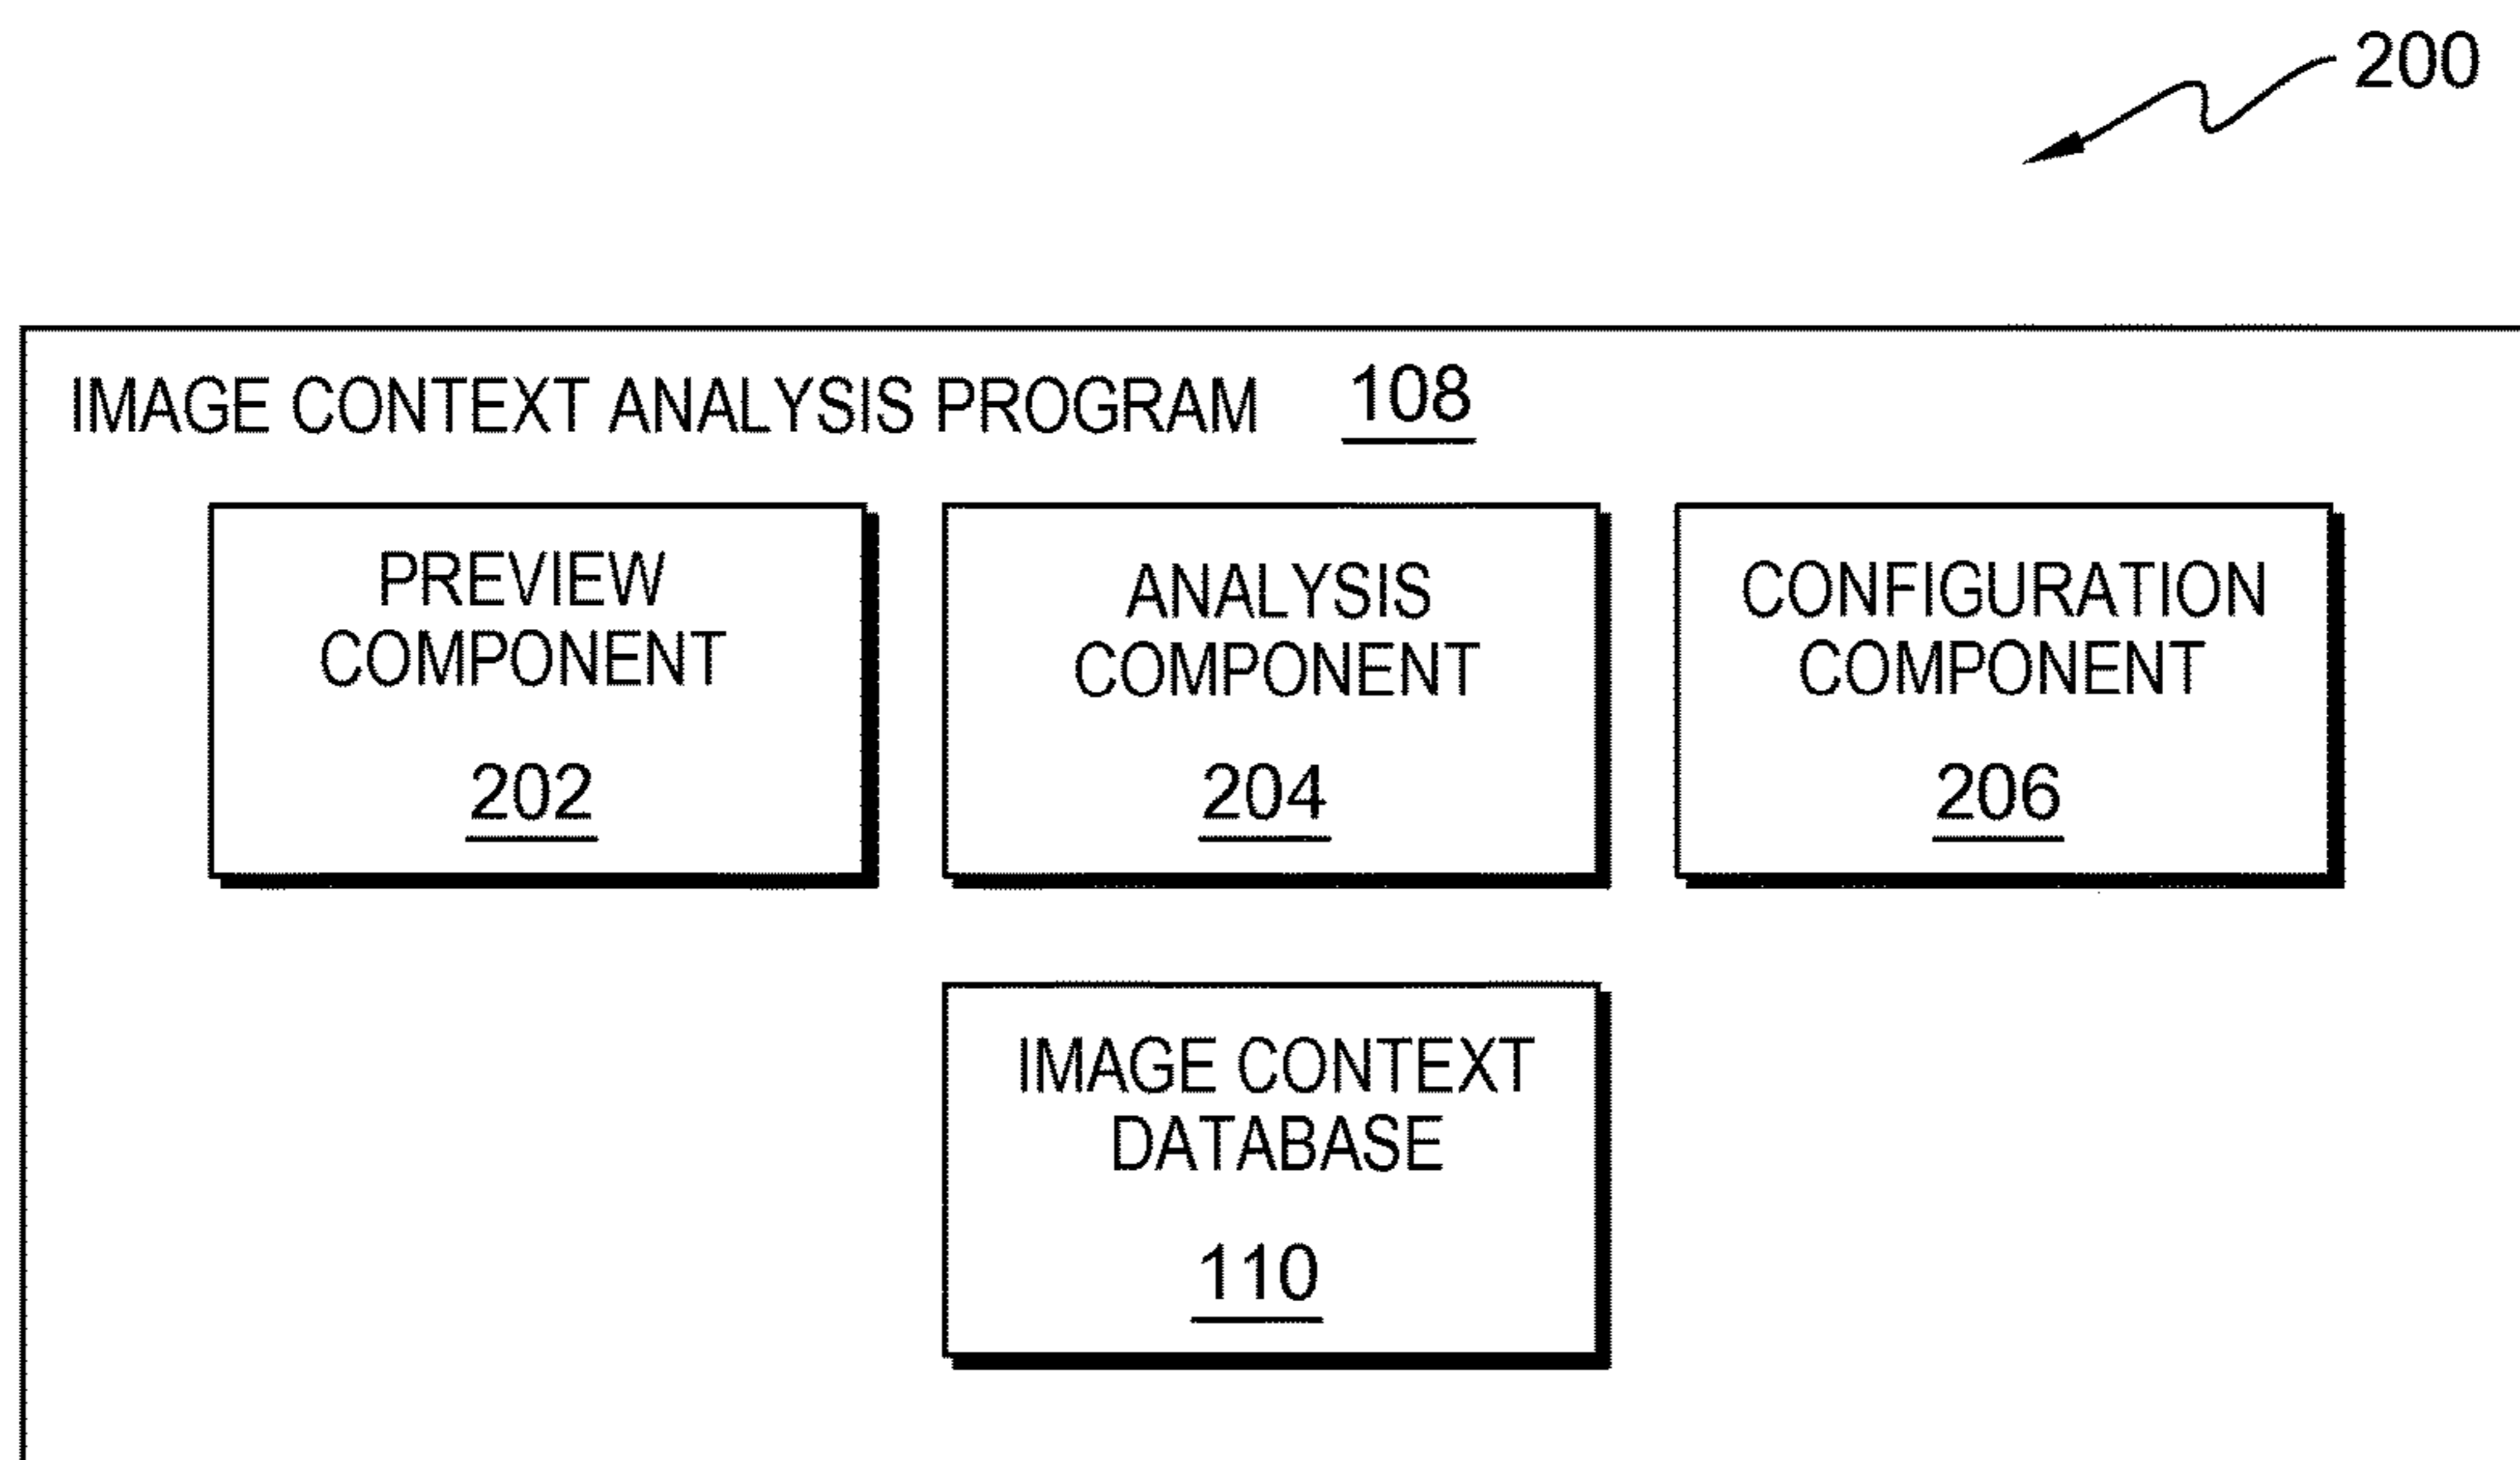 200
IMAGE CONTEXT ANALYSIS PROGRAM 108
PREVIEW
COMPONENT
202
ANALYSIS
COMPONENT
204
CONFIGURATION
COMPONENT
206
IMAGE CONTEXT
DATABASE
110